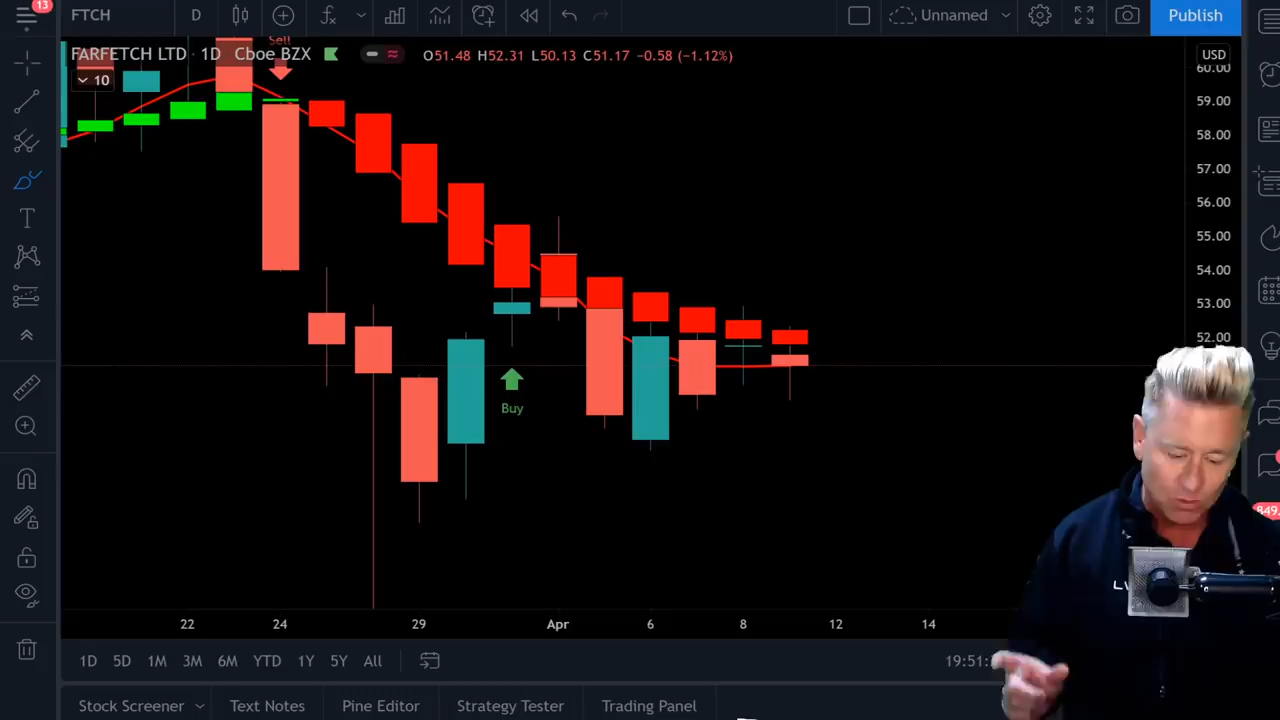 13
FTCH
D
Unnamed
Publish
Sell
FARFETCH LTD · 1D Cboe BZX
O51.48 H52.31 L50.13 C51.17 −0.58 (−1.12%)
USD
10
60.00
59.00
58.00
57.00
56.00
55.00
54.00
53.00
52.00
Buy
849.
22
24
29
Apr
6
8
12
14
1D
5D
1M
3M
6M
YTD
1Y
5Y
All
19:51:
Stock Screener
Text Notes
Pine Editor
Strategy Tester
Trading Panel